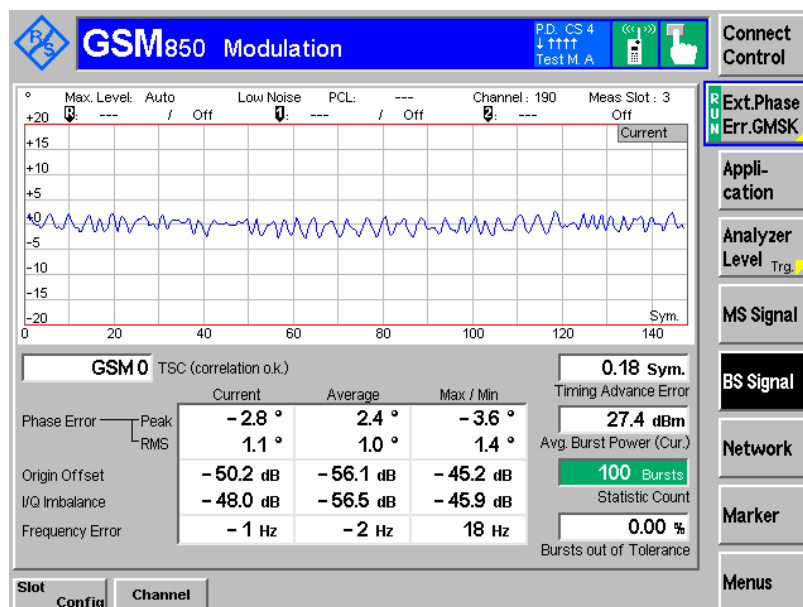 R&S GSM850 Modulation
P.D. CS 4
↓ ↑↑↑↑
Test M. A
Connect Control
° Max. Level: Auto Low Noise PCL: --- Channel : 190 Meas Slot : 3
R: --- / Off 1: --- / Off 2: --- Off
Current
+20
+15
+10
+5
±0
-5
-10
-15
-20
Sym.
0 20 40 60 80 100 120 140
GSM 0 TSC (correlation o.k.)
Current Average Max / Min
Phase Error Peak -2.8 ° 2.4 ° -3.6 °
RMS 1.1 ° 1.0 ° 1.4 °
Origin Offset -50.2 dB -56.1 dB -45.2 dB
I/Q Imbalance -48.0 dB -56.5 dB -45.9 dB
Frequency Error -1 Hz -2 Hz 18 Hz
0.18 Sym.
Timing Advance Error
27.4 dBm
Avg. Burst Power (Cur.)
100 Bursts
Statistic Count
0.00 %
Bursts out of Tolerance
RUN
Ext.Phase
Err.GMSK
Appli-
cation
Analyzer
Level Trg.
MS Signal
BS Signal
Network
Marker
Menus
Slot
Config
Channel